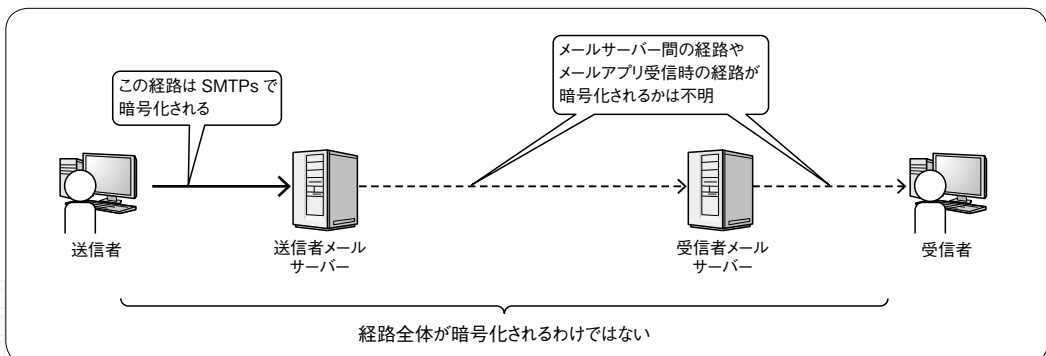 メールサーバー間の経路や
メールアプリ受信時の経路が
暗号化されるかは不明
この経路は SMTPs で
暗号化される
送信者
送信者メール
サーバー
受信者メール
サーバー
受信者
経路全体が暗号化されるわけではない